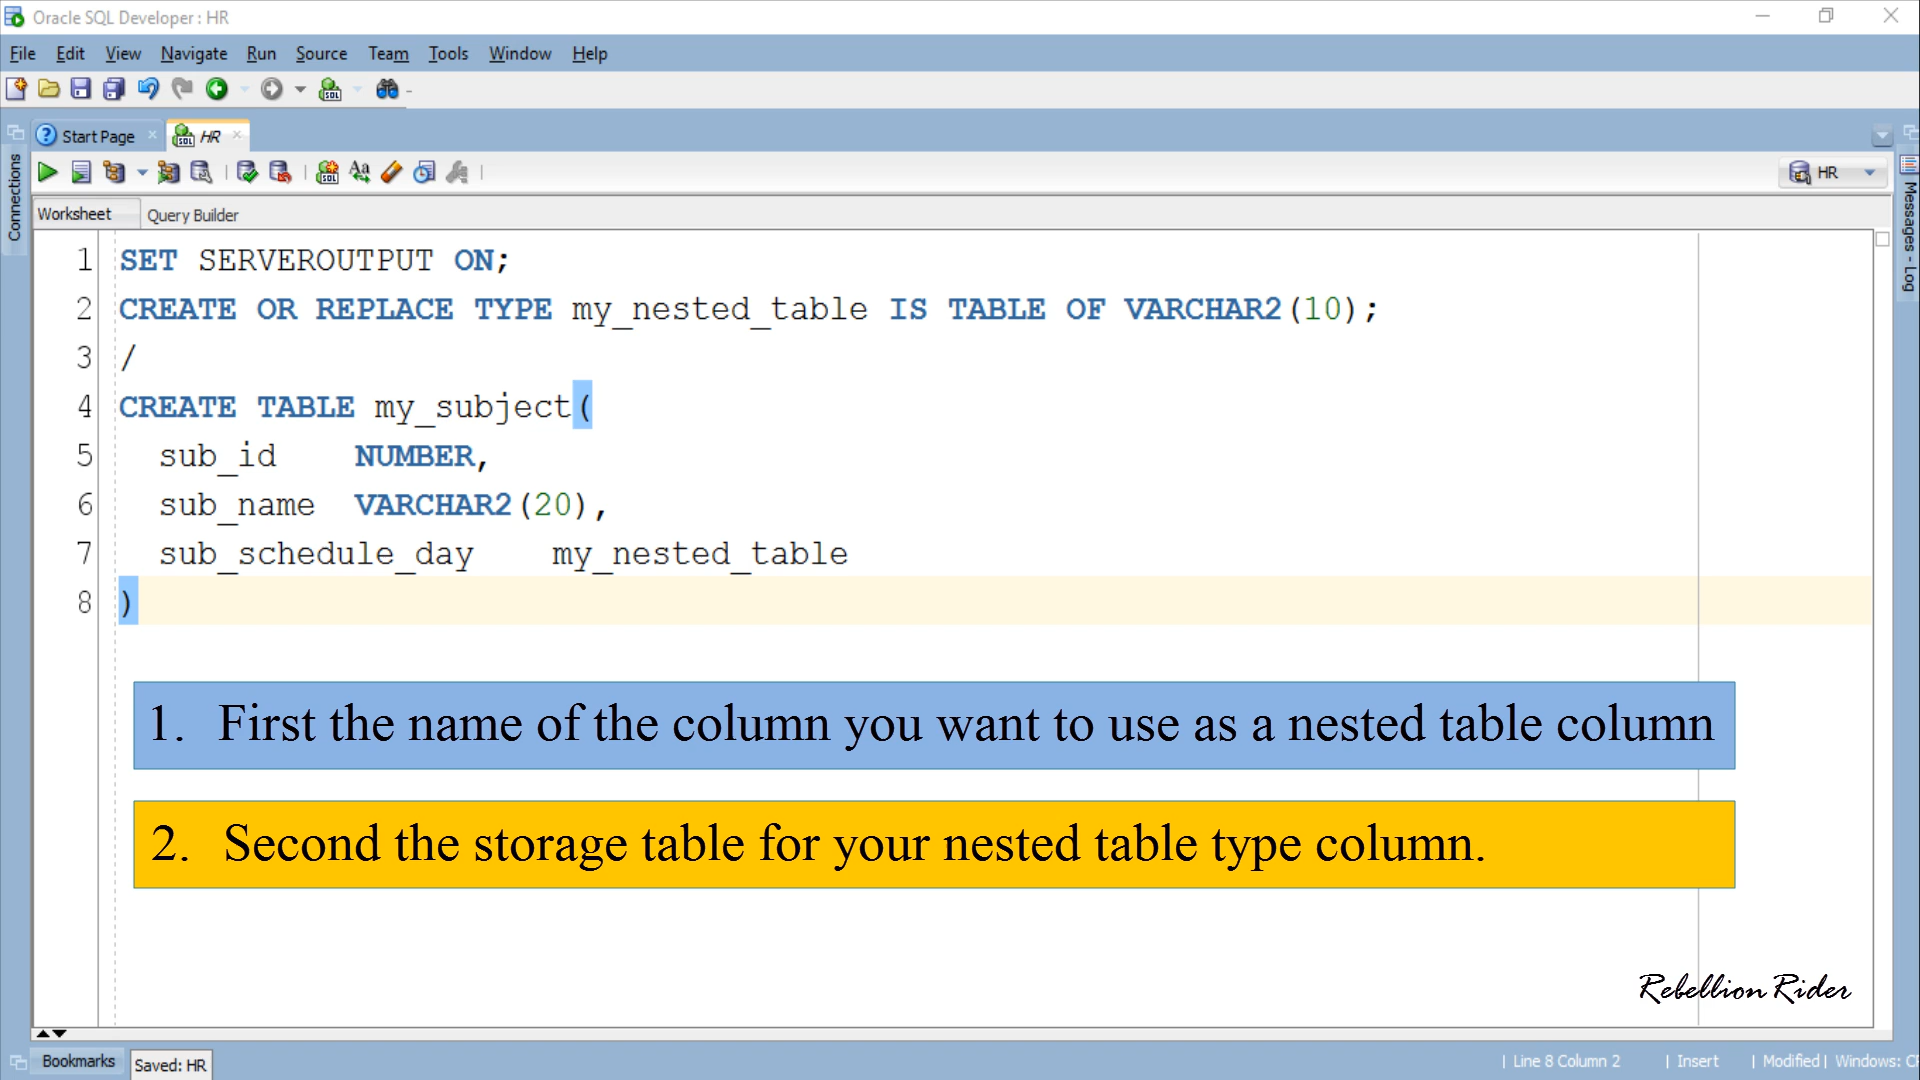 Oracle SQL Developer : HR
File Edit View Navigate Run Source Team Tools Window Help
Start Page HR
HR
Worksheet Query Builder
Connections
Messages - Log
1 SET SERVEROUTPUT ON;
2 CREATE OR REPLACE TYPE my_nested_table IS TABLE OF VARCHAR2(10);
3 /
4 CREATE TABLE my_subject(
5 sub_id NUMBER,
6 sub_name VARCHAR2(20),
7 sub_schedule_day my_nested_table
8 )
1. First the name of the column you want to use as a nested table column
2. Second the storage table for your nested table type column.
Rebellion Rider
Bookmarks Saved: HR | Line 8 Column 2 | Insert | Modified | Windows: